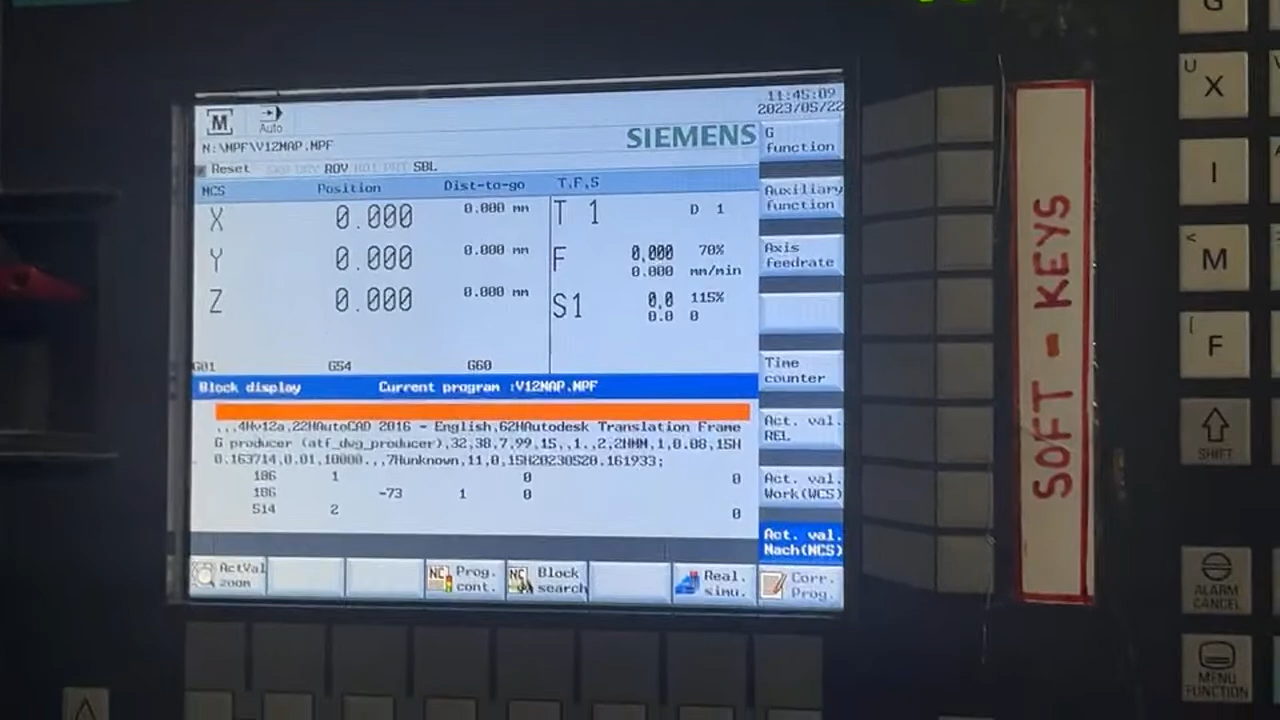 G
11:45:09
2023/05/22
M
Auto
N:\MPF\V12MAP.MPF
SIEMENS
G function
Reset ROV SBL
MCS Position Dist-to-go T,F,S
Auxiliary function
X 0.000 0.000 mm T 1 D 1
Y 0.000 0.000 mm F 0.000 70%
0.000 mm/min
Axis feedrate
Z 0.000 0.000 mm S1 0.0 115%
0.0 0
G01 G54 G60
Time counter
Block display Current program :V12MAP.MPF
,,,4Hv12a,22HAutoCAD 2016 - English,62HAutodesk Translation Frame
G producer (atf_dwg_producer),32,38,7,99,15,,1.,2,2HMM,1,0.08,15H
0.163714,0.01,10000.,,7Hunknown,11,0,15H20230520.161933;
186 1 0 0
186 -73 1 0
514 2 0
Act. val. REL
Act. val. Work(WCS)
Act. val. Mach(MCS)
ActVal zoom
Prog. cont.
Block search
Real. simu.
Corr. Prog.
SOFT - KEYS
U X
I
< M
[ F
SHIFT
ALARM CANCEL
MENU FUNCTION